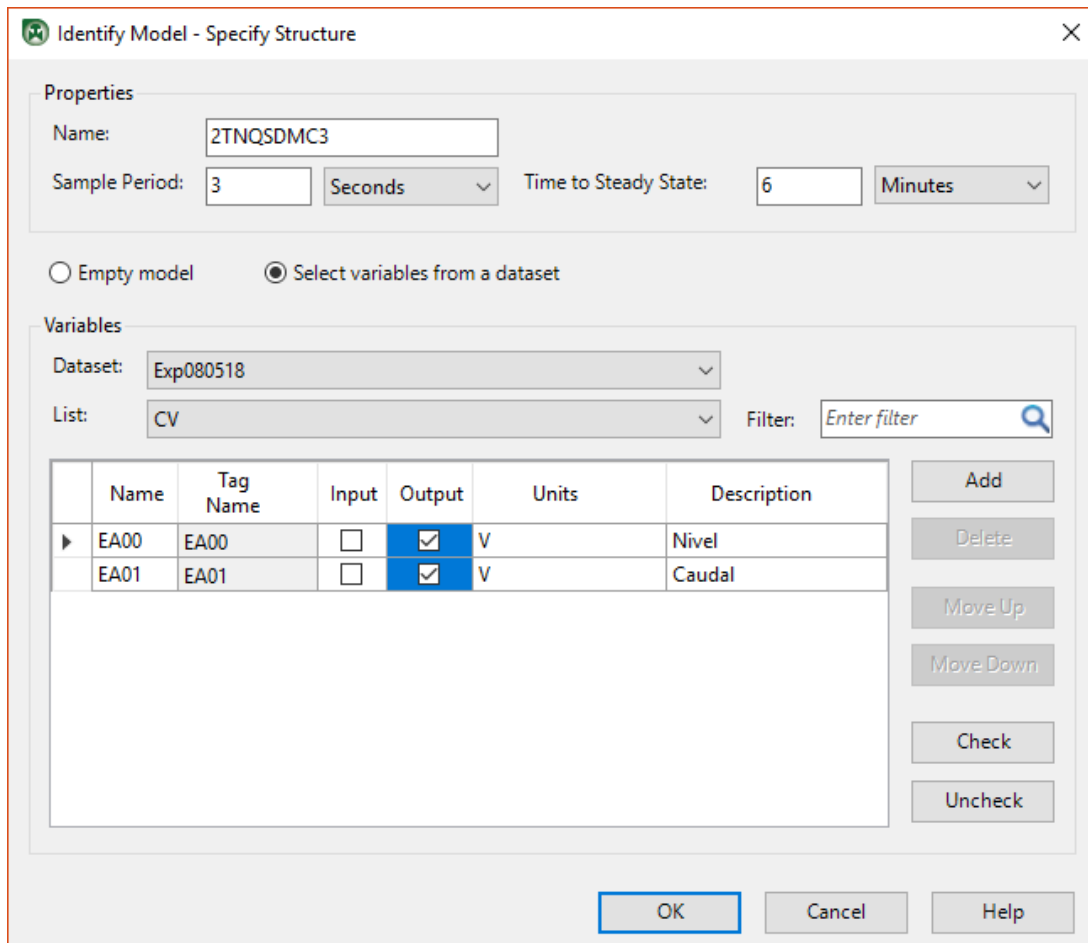 Identify Model - Specify Structure
Properties
Name: 2TNQSDMC3
Sample Period: 3 Seconds Time to Steady State: 6 Minutes
Empty model Select variables from a dataset
Variables
Dataset: Exp080518
List: CV Filter: Enter filter
Name Tag Name Input Output Units Description
EA00 EA00 V Nivel
EA01 EA01 V Caudal
Add
Delete
Move Up
Move Down
Check
Uncheck
OK Cancel Help